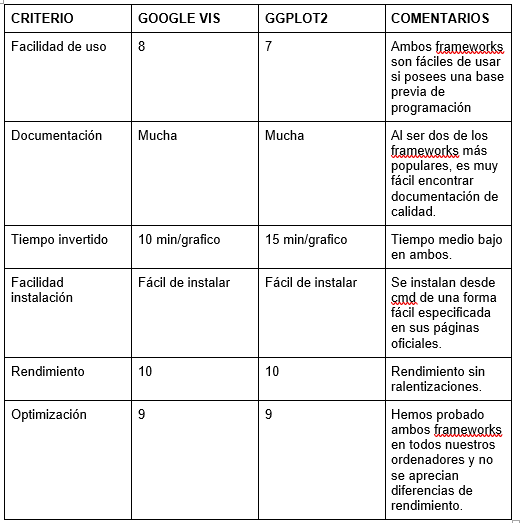 CRITERIO GOOGLE VIS GGPLOT2 COMENTARIOS
Facilidad de uso 8 7 Ambos frameworks
son fáciles de usar
si posees una base
previa de
programación
Documentación Mucha Mucha Al ser dos de los
frameworks más
populares, es muy
fácil encontrar
documentación de
calidad.
Tiempo invertido 10 min/grafico 15 min/grafico Tiempo medio bajo
en ambos.
Facilidad Fácil de instalar Fácil de instalar Se instalan desde
instalación cmd de una forma
fácil especificada
en sus páginas
oficiales.
Rendimiento 10 10 Rendimiento sin
ralentizaciones.
Optimización 9 9 Hemos probado
ambos frameworks
en todos nuestros
ordenadores y no
se aprecian
diferencias de
rendimiento.